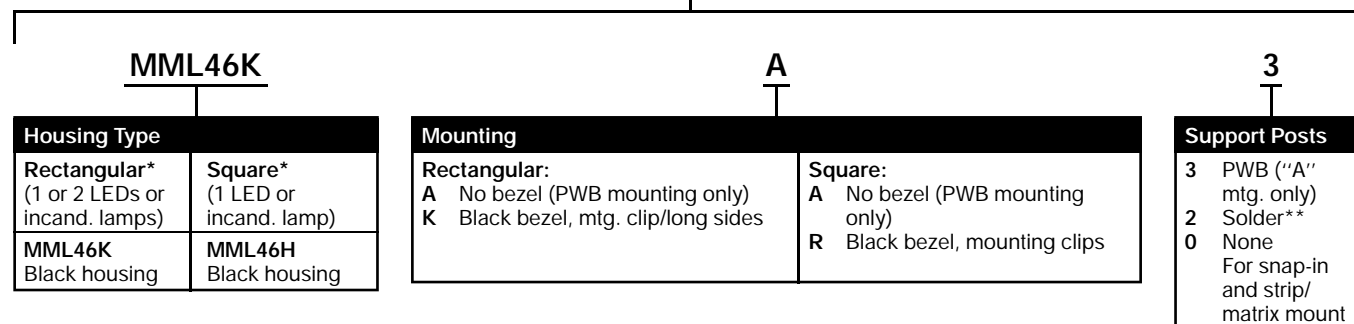 MML46K
A
3
Housing Type
Rectangular*
(1 or 2 LEDs or
incand. lamps)
Square*
(1 LED or
incand. lamp)
MML46K
Black housing
MML46H
Black housing
Mounting
Rectangular:
A No bezel (PWB mounting only)
K Black bezel, mtg. clip/long sides
Square:
A No bezel (PWB mounting
only)
R Black bezel, mounting clips
Support Posts
3 PWB (‘‘A’’
mtg. only)
2 Solder**
0 None
For snap-in
and strip/
matrix mount